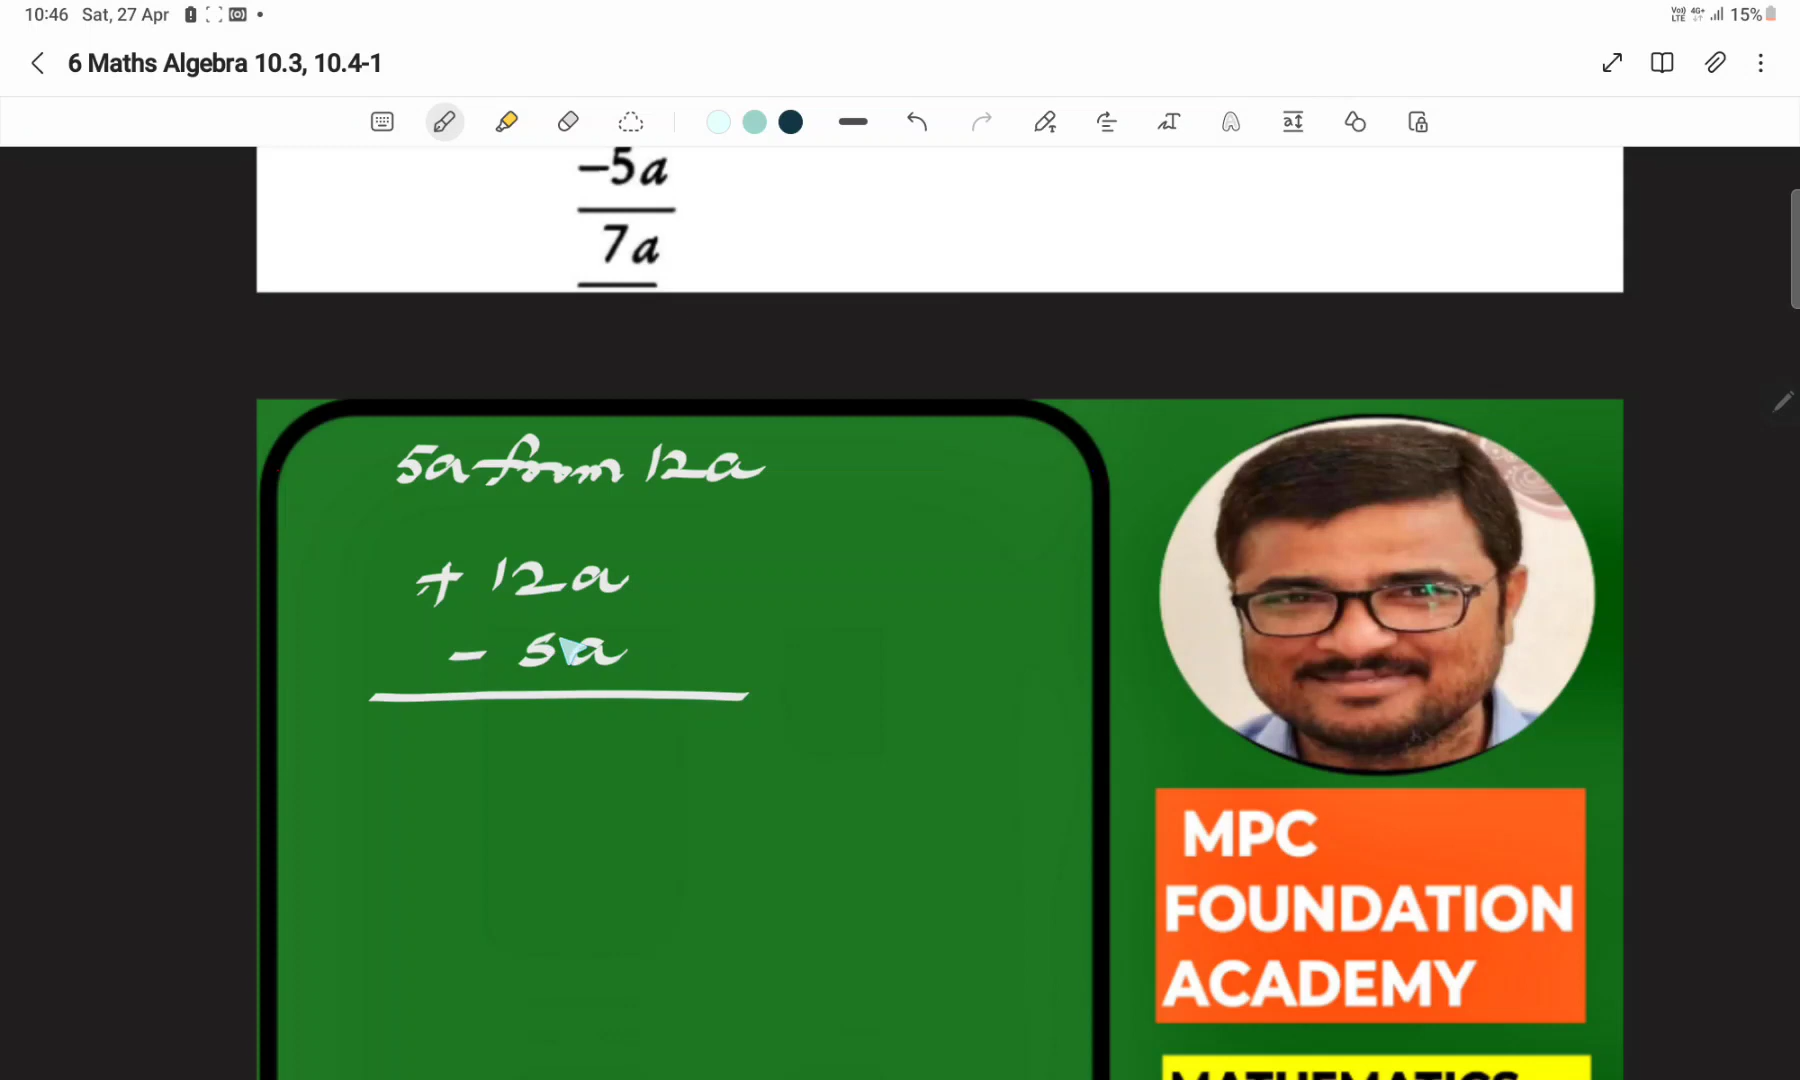 10:46 Sat, 27 Apr 15%
6 Maths Algebra 10.3, 10.4-1
−5a
7a
5a from 12a
+ 12a
- 5a
MPC
FOUNDATION
ACADEMY
MATHEMATICS